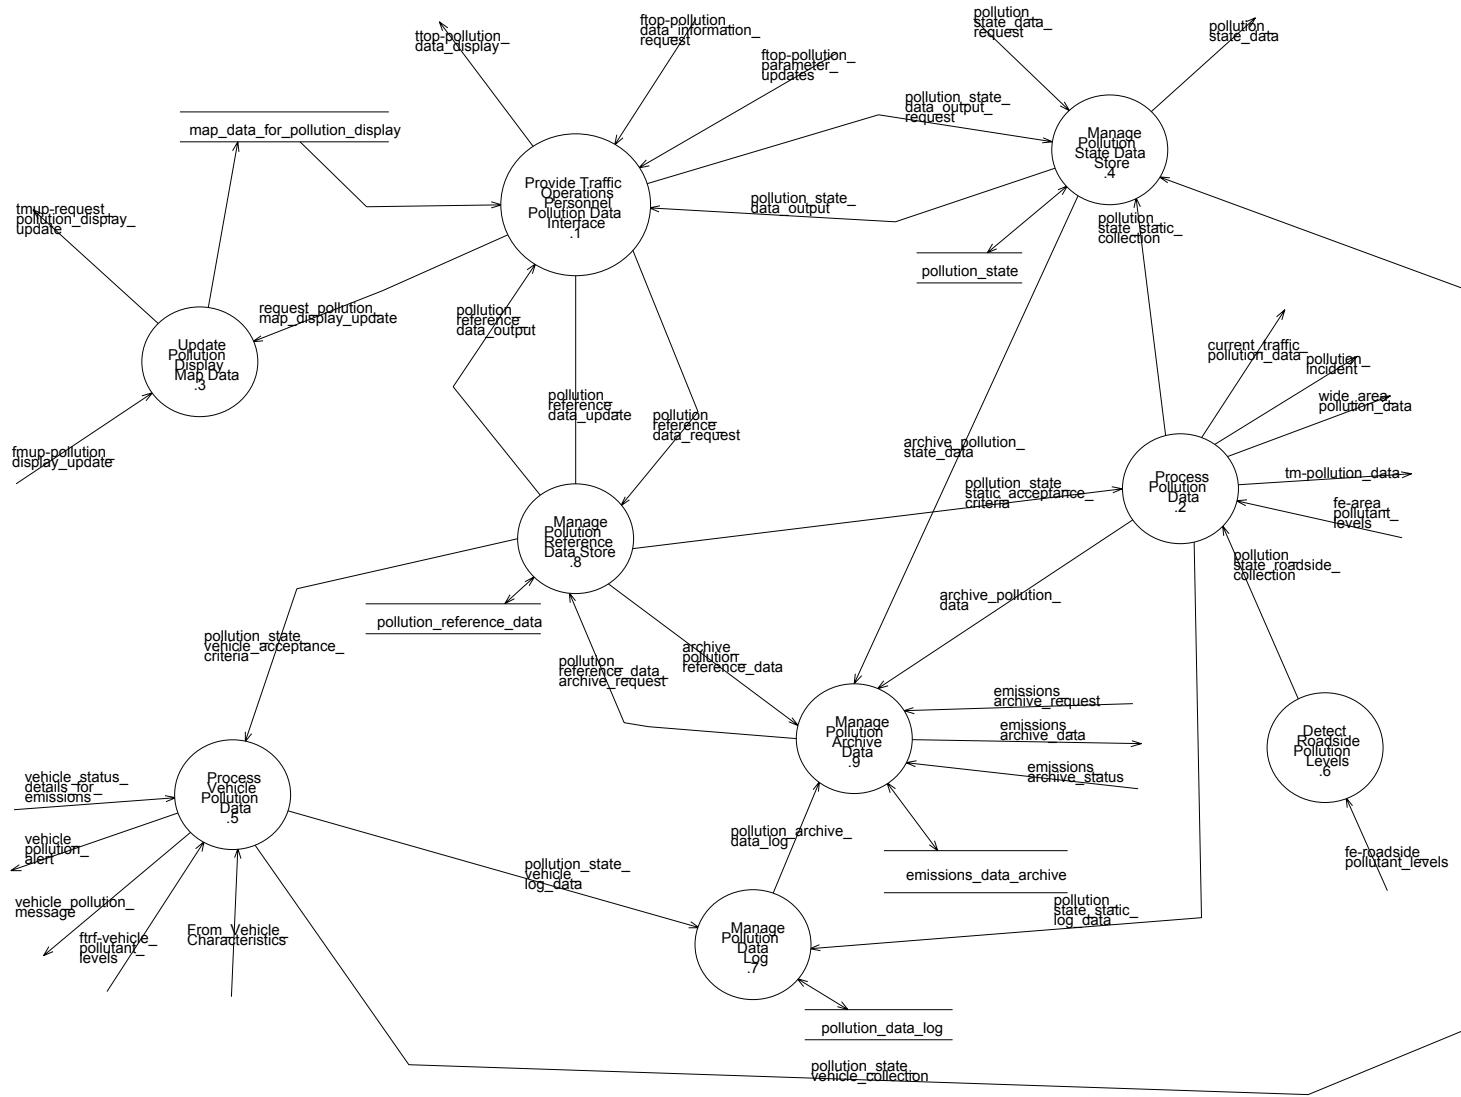 pollution_
state_data_
request
pollution_
state_data
ftop-pollution_
data_information_
request
ttop-pollution_
data_display_
ftop-pollution_
parameter_
updates
pollution_state_
data_output_
request
map_data_for_pollution_display
Manage
Pollution
State Data
Store
.4
Provide Traffic
Operations
Personnel
Pollution Data
Interface
.1
pollution_state_
data_output
tmup-request_
pollution_display_
update
pollution_
state_static_
collection
pollution_state
request_pollution_
map_display_update
pollution_
reference_
data_output
Update
Pollution
Display
Map Data
.3
current_traffic_
pollution_data_
pollution_
incident
wide_area_
pollution_data
pollution_
reference_
data_update
pollution_
reference_
data_request
fmup-pollution_
display_update
archive_pollution_
state_data
tm-pollution_data
Process
Pollution
Data
.2
pollution_state_
static_acceptance_
criteria
fe-area_
pollutant_
levels
Manage
Pollution
Reference
Data Store
.8
pollution_
state_roadside_
collection
archive_pollution_
data
pollution_reference_data
pollution_state_
vehicle_acceptance_
criteria
pollution_
reference_data_
archive_request
archive_
pollution_
reference_data
emissions_
archive_request
emissions_
archive_data
emissions_
archive_status
Manage
Pollution
Archive
Data
.9
Detect
Roadside
Pollution
Levels
.6
vehicle_status_
details_for_
emissions
Process
Vehicle
Pollution
Data
.5
vehicle_
pollution_
alert
pollution_archive_
data_log
fe-roadside_
pollutant_levels
pollution_state_
vehicle_
log_data
emissions_data_archive
vehicle_pollution_
message
pollution_
state_static_
log_data
ftrf-vehicle_
pollutant_
levels
From_Vehicle_
Characteristics
Manage
Pollution
Data
Log
.7
pollution_data_log
pollution_state_
vehicle_collection